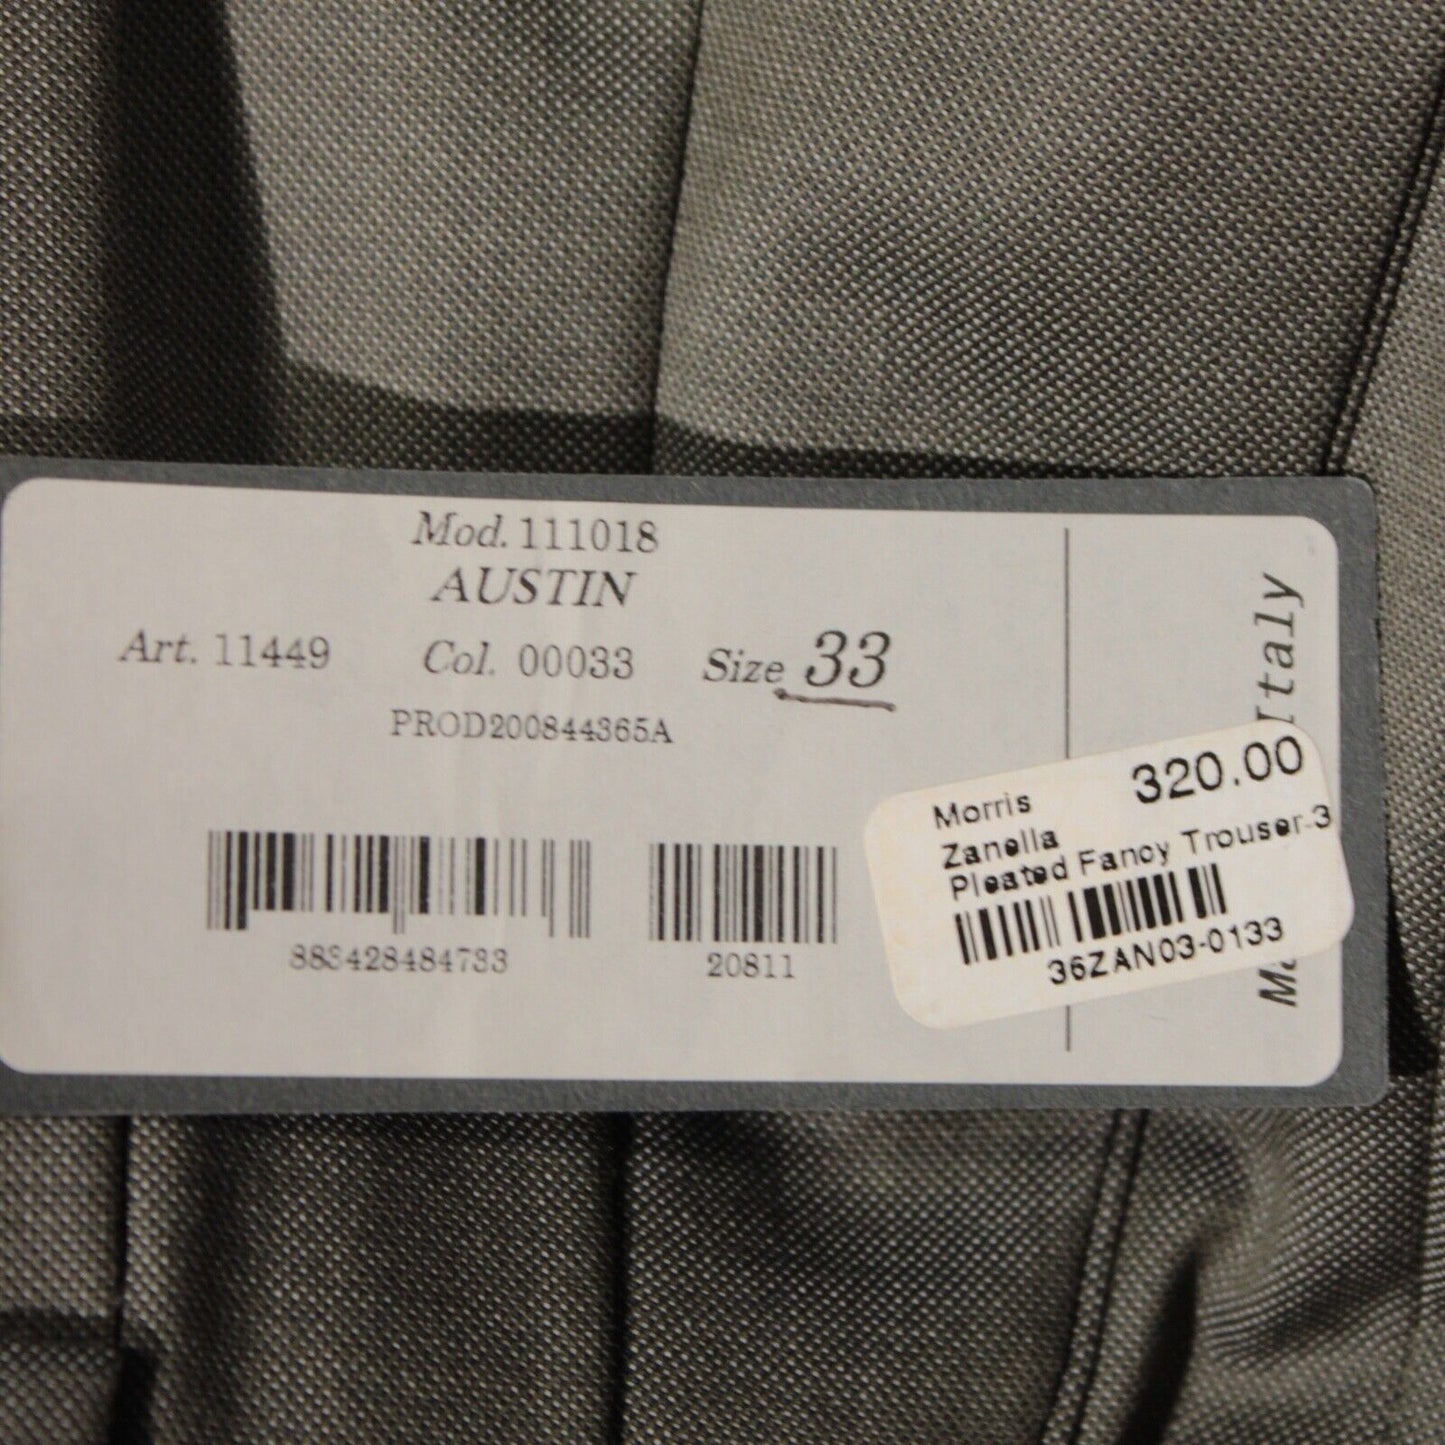 Mod. 111018
AUSTIN
Art. 11449 Col. 00033 Size 33
PROD200844365A
883428484733
20811
Italy
320.00
Morris
Zanella
Pleated Fancy Trouser.3
36ZAN03-0133